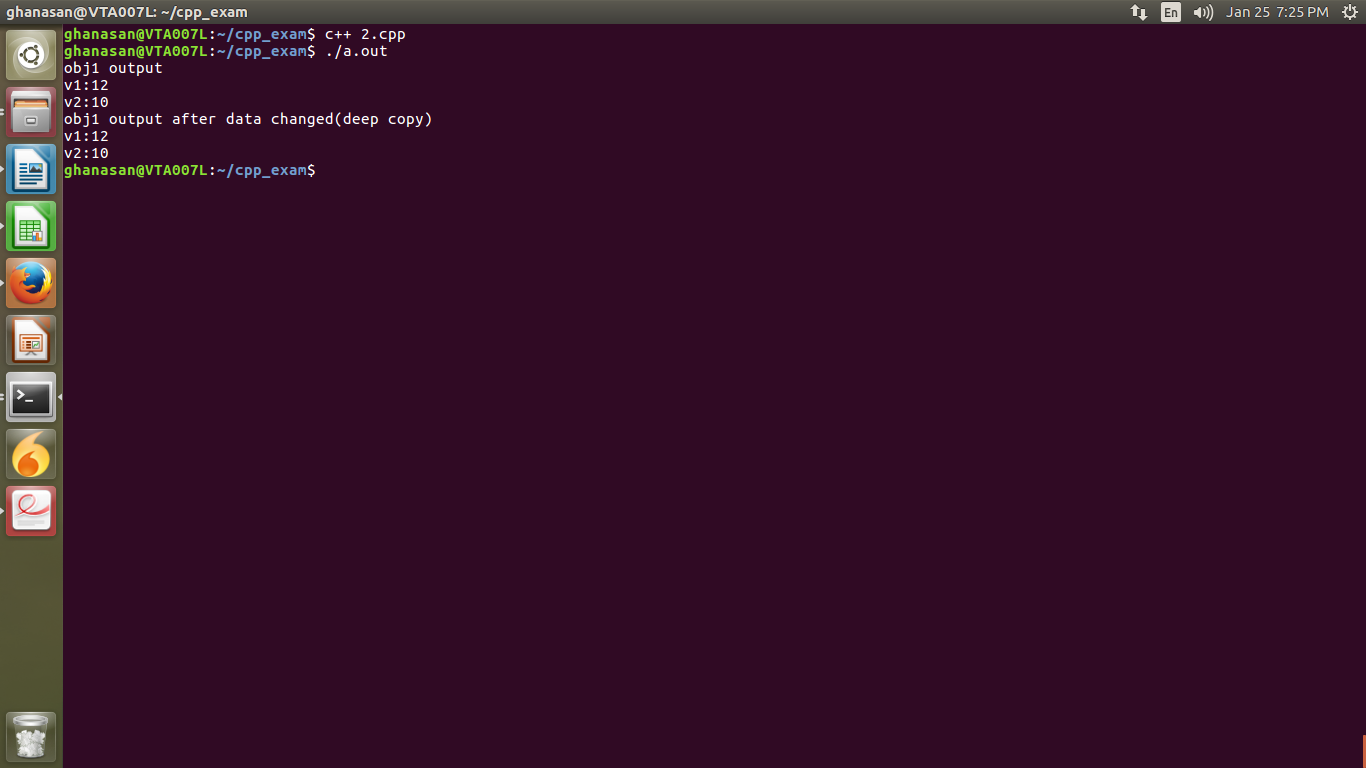 ghanasan@VTA007L: ~/cpp_exam
En
Jan 25 7:25 PM
ghanasan@VTA007L:~/cpp_exam$ c++ 2.cpp
ghanasan@VTA007L:~/cpp_exam$ ./a.out
obj1 output
v1:12
v2:10
obj1 output after data changed(deep copy)
v1:12
v2:10
ghanasan@VTA007L:~/cpp_exam$